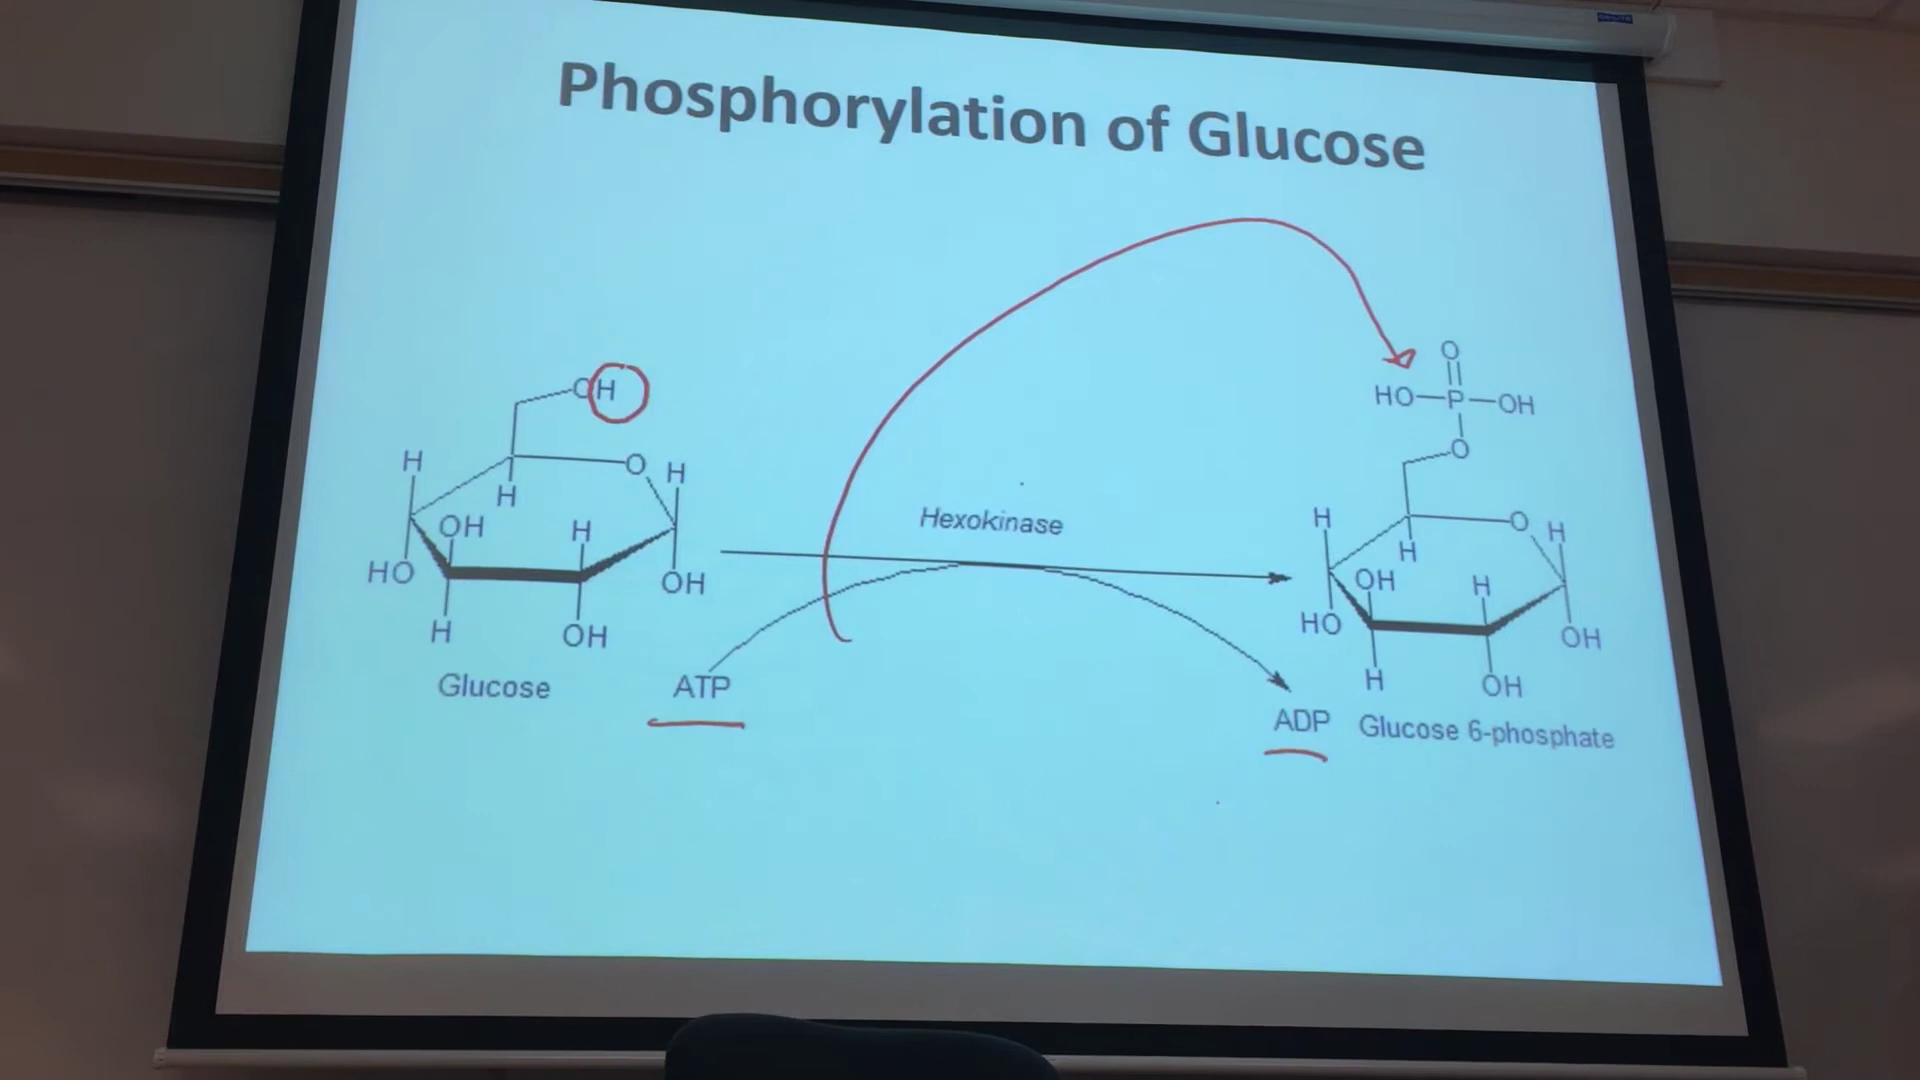 Phosphorylation of Glucose
OH
H
O
H
H
OH
H
HO
OH
H
OH
Glucose
ATP
Hexokinase
O
HO
P
OH
O
H
O
H
H
OH
H
HO
OH
H
OH
ADP
Glucose 6-phosphate